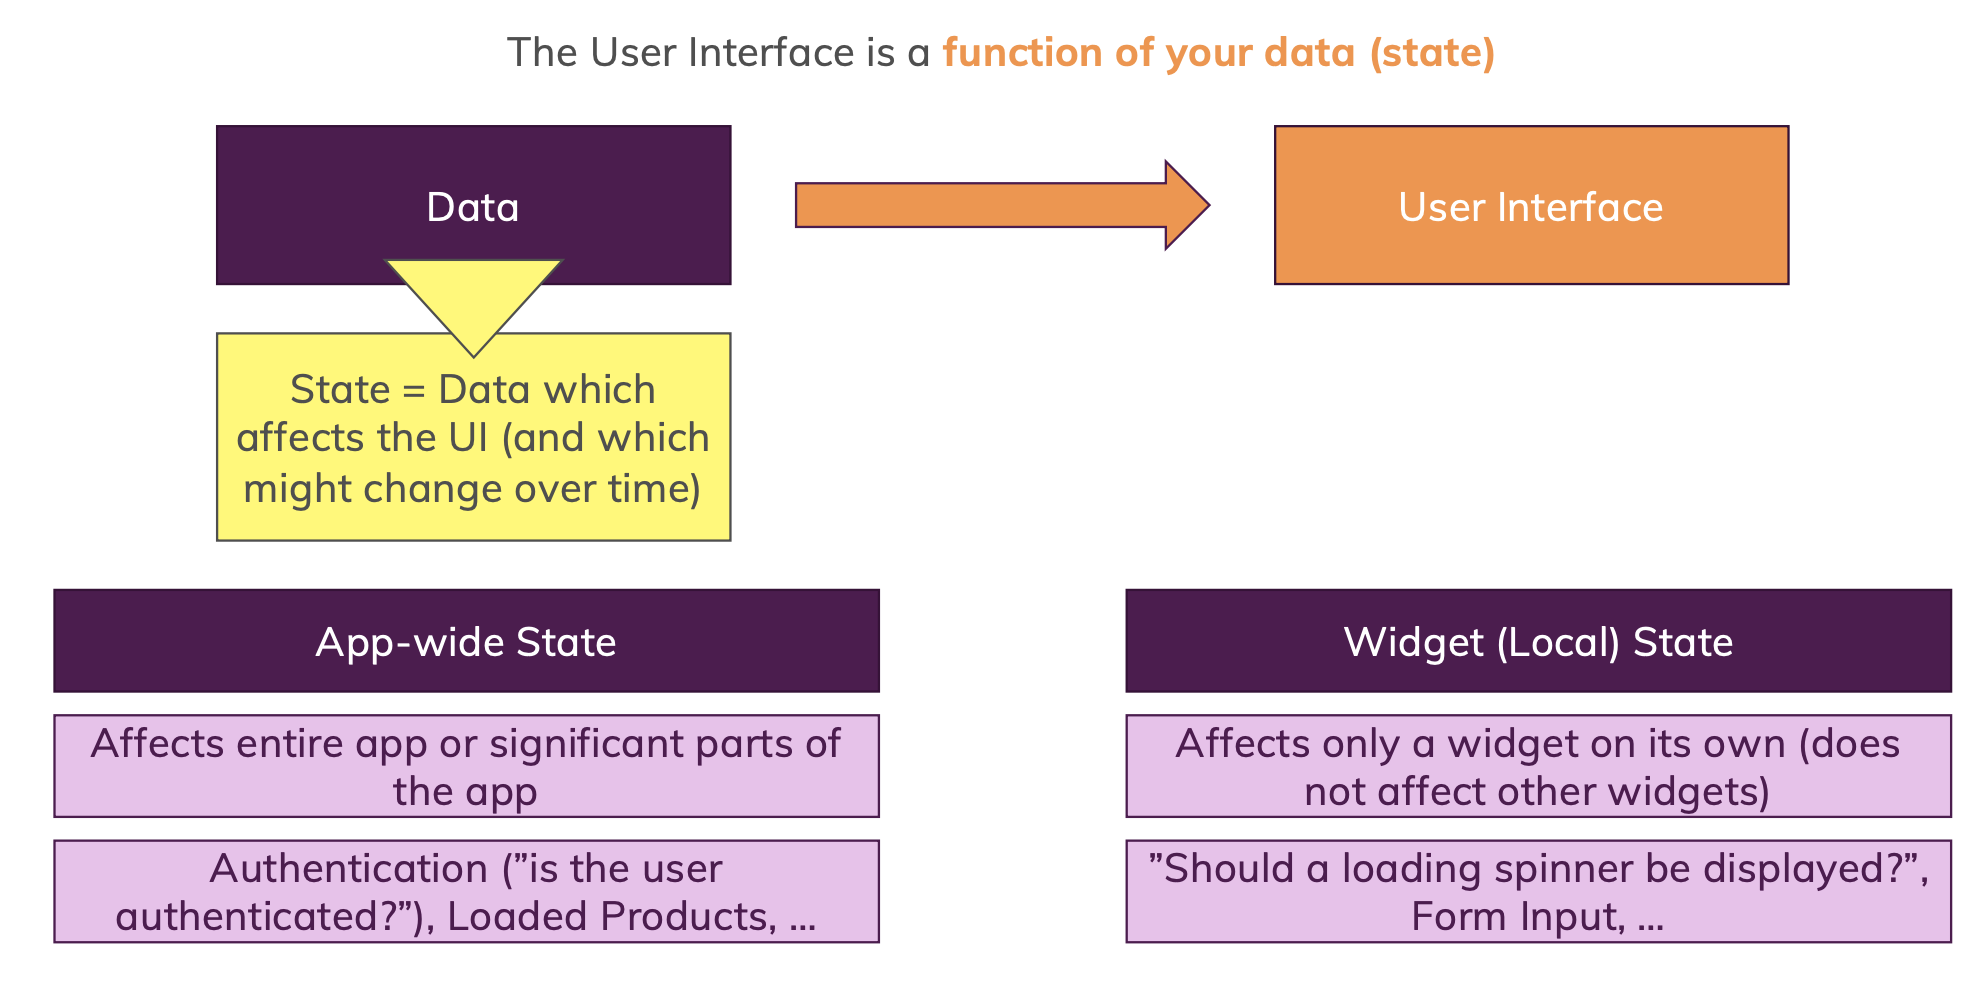 The User Interface is a function of your data (state)
Data
User Interface
State = Data which
affects the UI (and which
might change over time)
App-wide State
Widget (Local) State
Affects entire app or significant parts of
the app
Affects only a widget on its own (does
not affect other widgets)
Authentication (”is the user
authenticated?”), Loaded Products, ...
”Should a loading spinner be displayed?”,
Form Input, ...